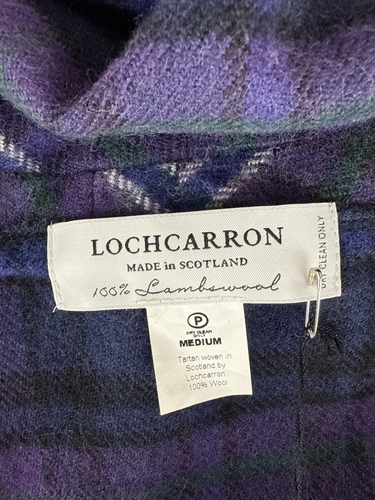 LOCHCARRON
MADE in SCOTLAND
100% Lambswool
DRY CLEAN ONLY
P
DRY CLEAN
ONLY
MEDIUM
Tartan woven in
Scotland by
Lochcarron.
100% Wool